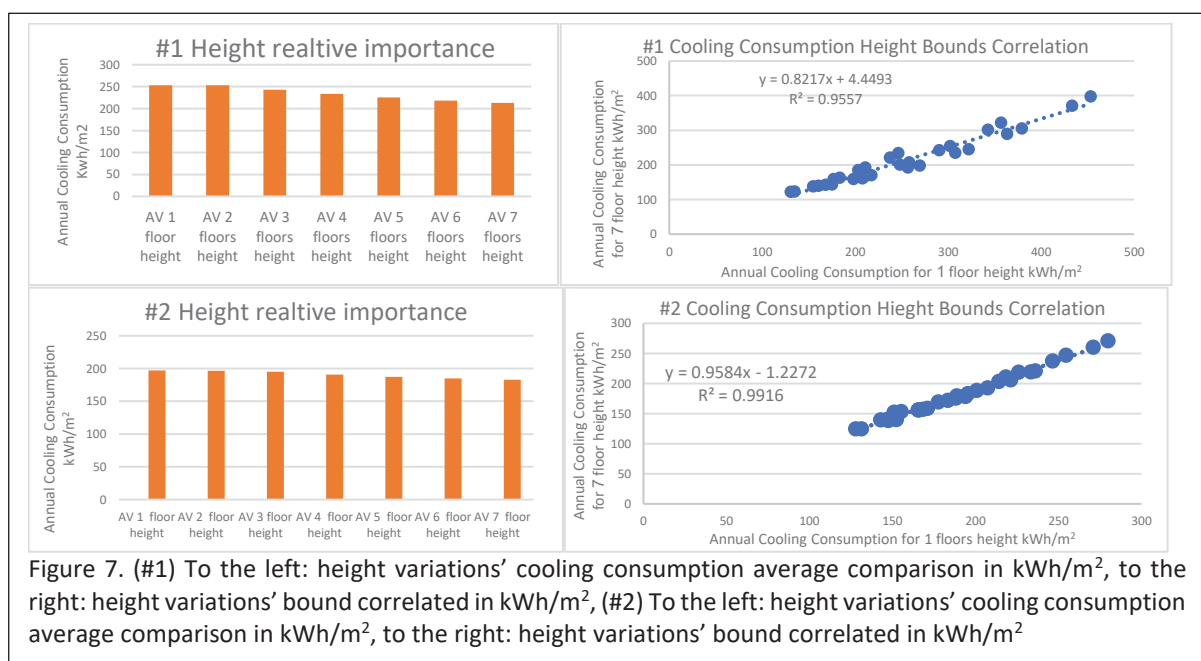 #1 Height realtive importance
Annual Cooling Consumption
Kwh/m2
300
250
200
150
100
50
0
AV 1 AV 2 AV 3 AV 4 AV 5 AV 6 AV 7
floor floors floors floors floors floors floors
height height height height height height height
#1 Cooling Consumption Height Bounds Correlation
y = 0.8217x + 4.4493
R² = 0.9557
Annual Cooling Consumption
for 7 floor height kWh/m²
500
400
300
200
100
0
0 100 200 300 400 500
Annual Cooling Consumption for 1 floor height kWh/m²
#2 Height realtive importance
Annual Cooling Consumption
kWh/m²
250
200
150
100
50
0
AV 1 floor AV 2 floor AV 3 floor AV 4 floor AV 5 floor AV 6 floor AV 7 floor
height height height height height height height
#2 Cooling Consumption Hieght Bounds Correlation
y = 0.9584x - 1.2272
R² = 0.9916
Annual Cooling Consumption
for 7 floor height kWh/m²
300
250
200
150
100
50
0
0 50 100 150 200 250 300
Annual Cooling Consumption for 1 floors height kWh/m²
Figure 7. (#1) To the left: height variations’ cooling consumption average comparison in kWh/m², to the
right: height variations’ bound correlated in kWh/m², (#2) To the left: height variations’ cooling consumption
average comparison in kWh/m², to the right: height variations’ bound correlated in kWh/m²